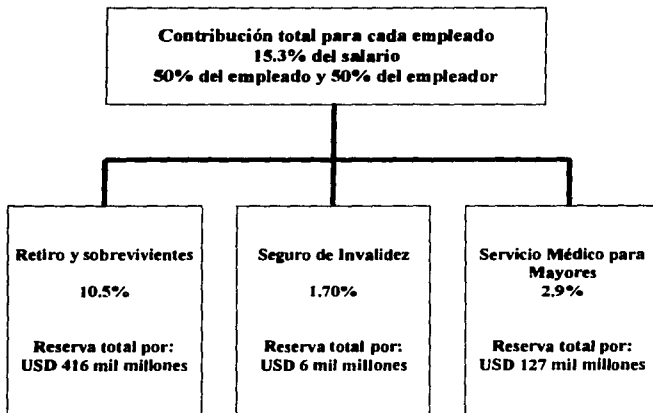 Contribución total para cada empleado
15.3% del salario
50% del empleado y 50% del empleador
Retiro y sobrevivientes
10.5%
Reserva total por:
USD 416 mil millones
Seguro de Invalidez
1.70%
Reserva total por:
USD 6 mil millones
Servicio Médico para
Mayores
2.9%
Reserva total por:
USD 127 mil millones